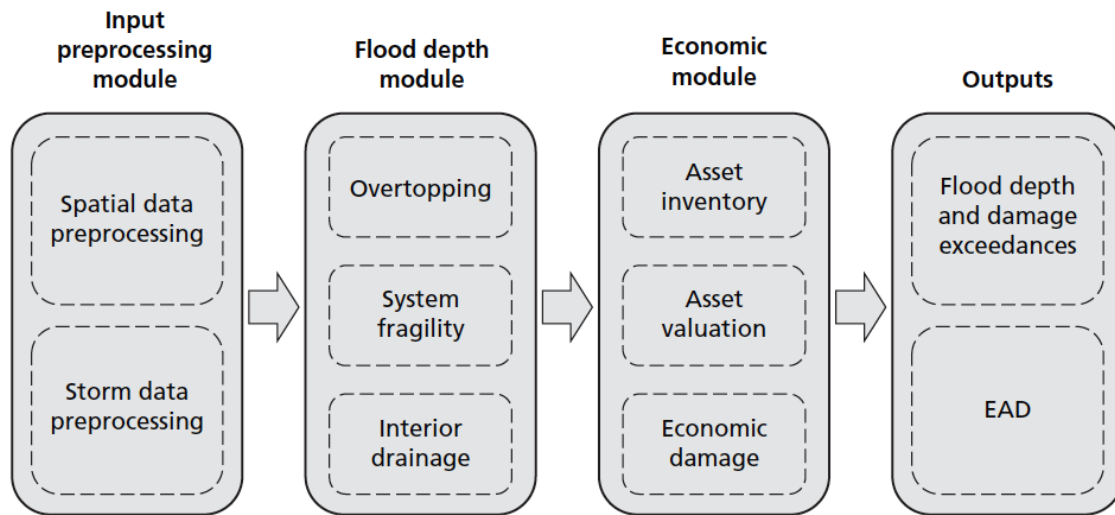 Input
preprocessing
module
Spatial data
preprocessing
Storm data
preprocessing
Flood depth
module
Overtopping
System
fragility
Interior
drainage
Economic
module
Asset
inventory
Asset
valuation
Economic
damage
Outputs
Flood depth
and damage
exceedances
EAD